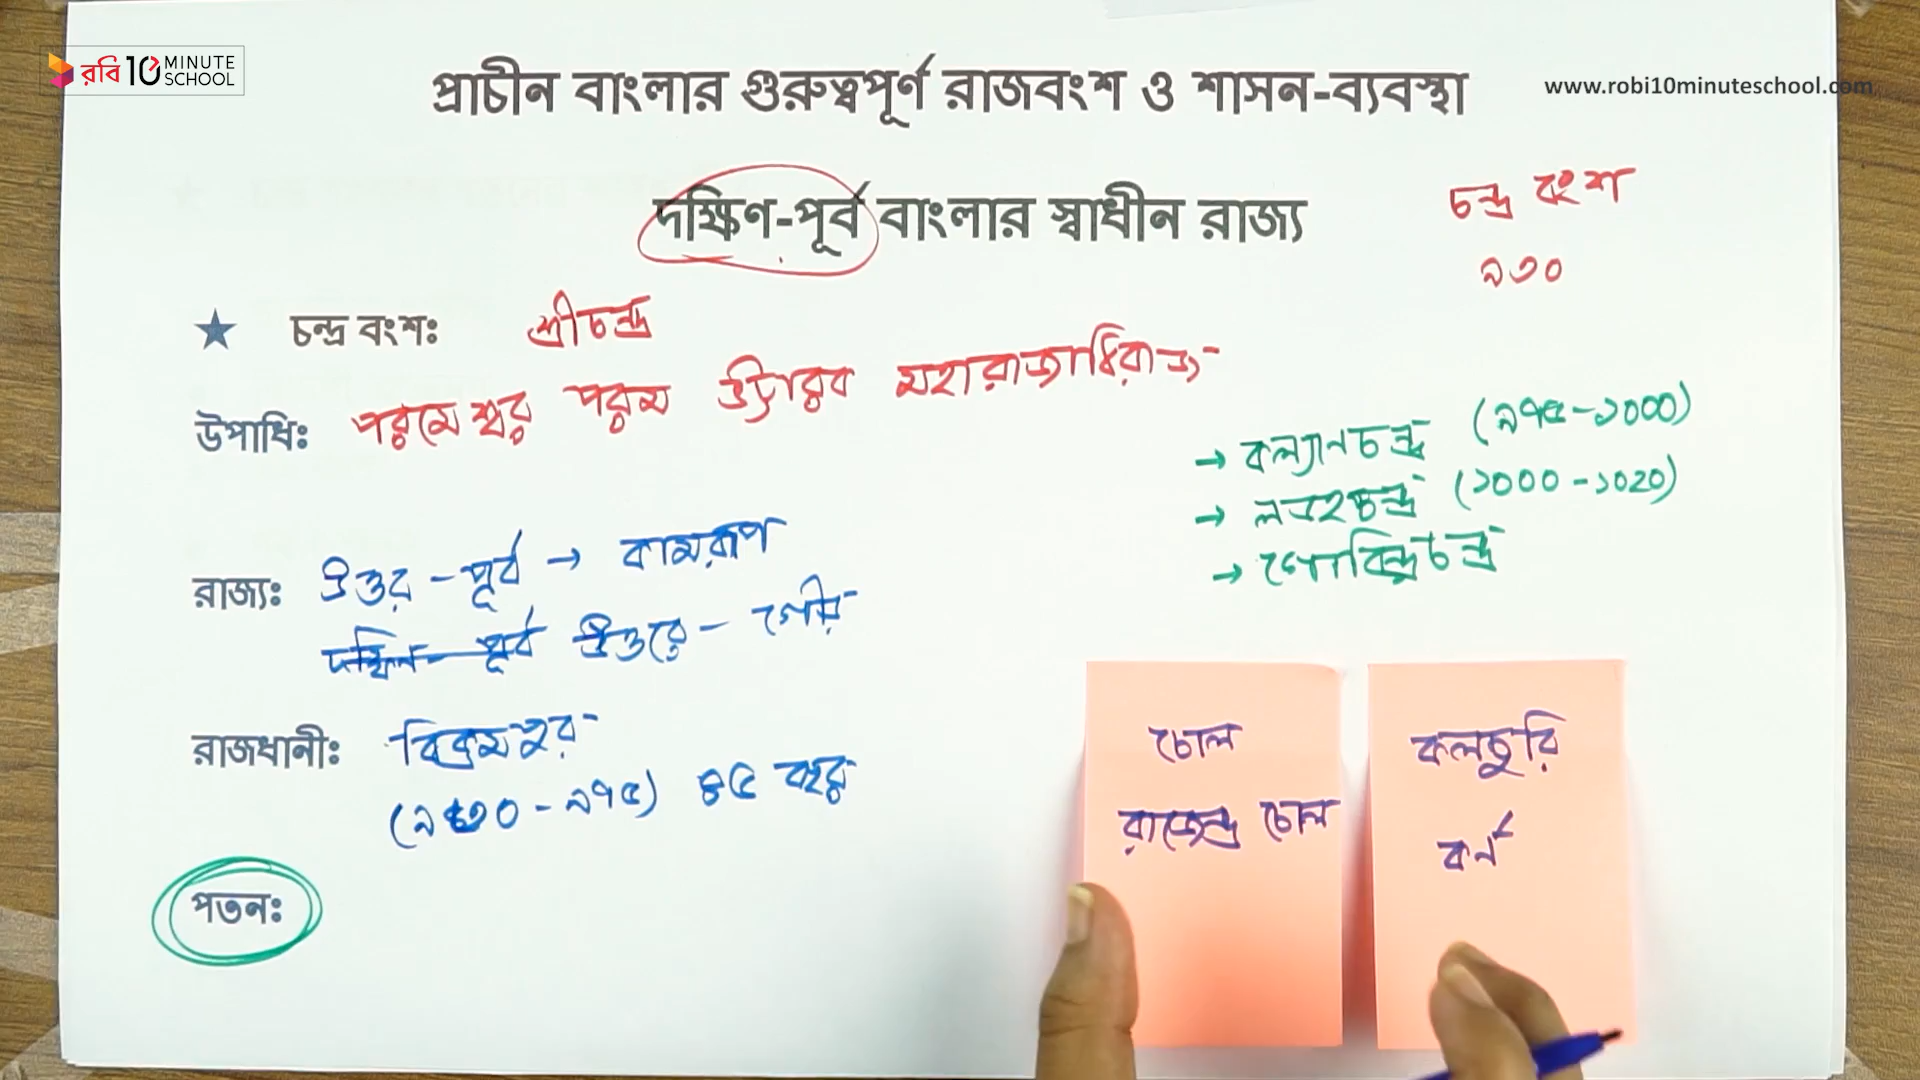 রবি 10 MINUTE SCHOOL
www.robi10minuteschool.com
প্রাচীন বাংলার গুরুত্বপূর্ণ রাজবংশ ও শাসন-ব্যবস্থা
দক্ষিণ-পূর্ব বাংলার স্বাধীন রাজ্য
চন্দ্র বংশ
৯৩০
★ চন্দ্র বংশঃ শ্রীচন্দ্র
উপাধিঃ পরমেশ্বর পরম ভট্টারক মহারাজাধিরাজ
→ কল্যানচন্দ্র (৯৭৫-১০০০)
→ লডহচন্দ্র (১০০০-১০২০)
→ গোবিন্দ্রচন্দ্র
রাজ্যঃ উত্তর-পূর্ব → কামরূপ
দক্ষিন-পূর্ব উত্তরে- গৌর
রাজধানীঃ বিক্রমপুর
(৯৩০-৯৭৫) ৪৫ বছর
পতনঃ
চোল
রাজেন্দ্র চোল
কলচুরি
কর্ন